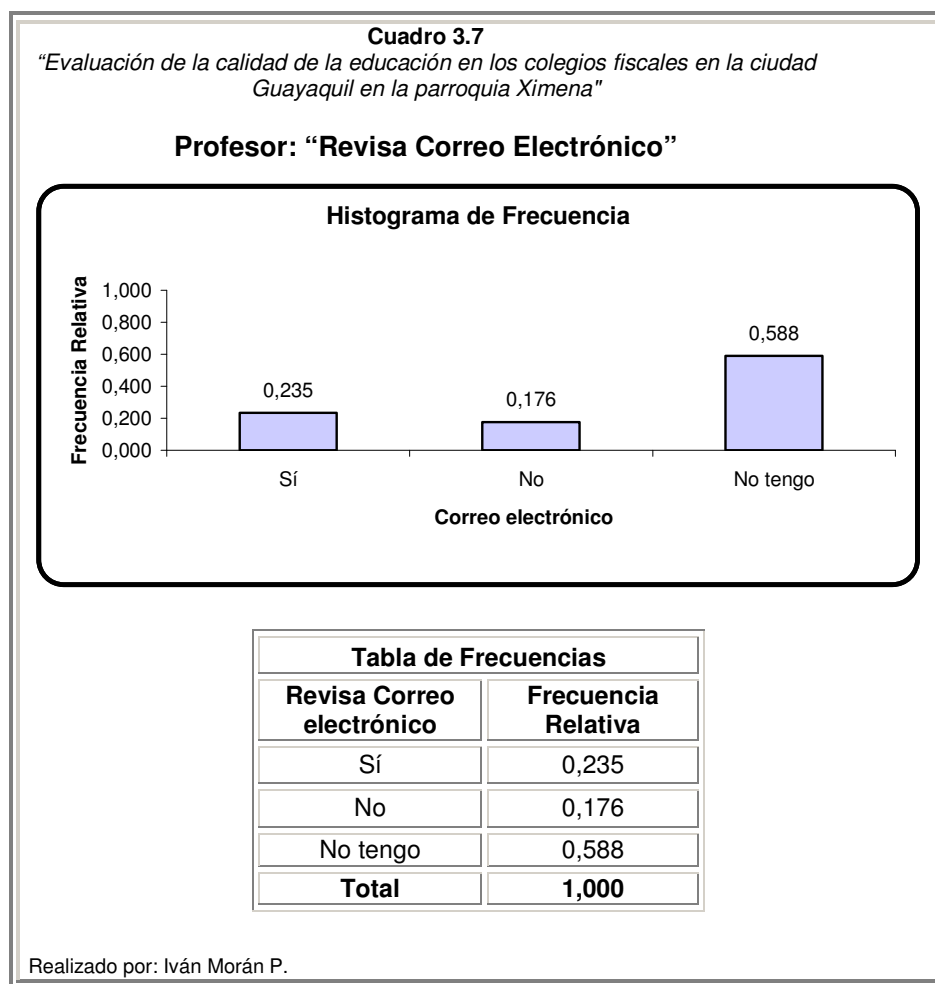 Cuadro 3.7
“Evaluación de la calidad de la educación en los colegios fiscales en la ciudad
Guayaquil en la parroquia Ximena"
Profesor: “Revisa Correo Electrónico”
Histograma de Frecuencia
Frecuencia Relativa
1,000
0,800
0,600
0,400
0,200
0,000
0,235
0,176
0,588
Sí No No tengo
Correo electrónico
Tabla de Frecuencias
Revisa Correo
electrónico
Frecuencia
Relativa
Sí 0,235
No 0,176
No tengo 0,588
Total 1,000
Realizado por: Iván Morán P.